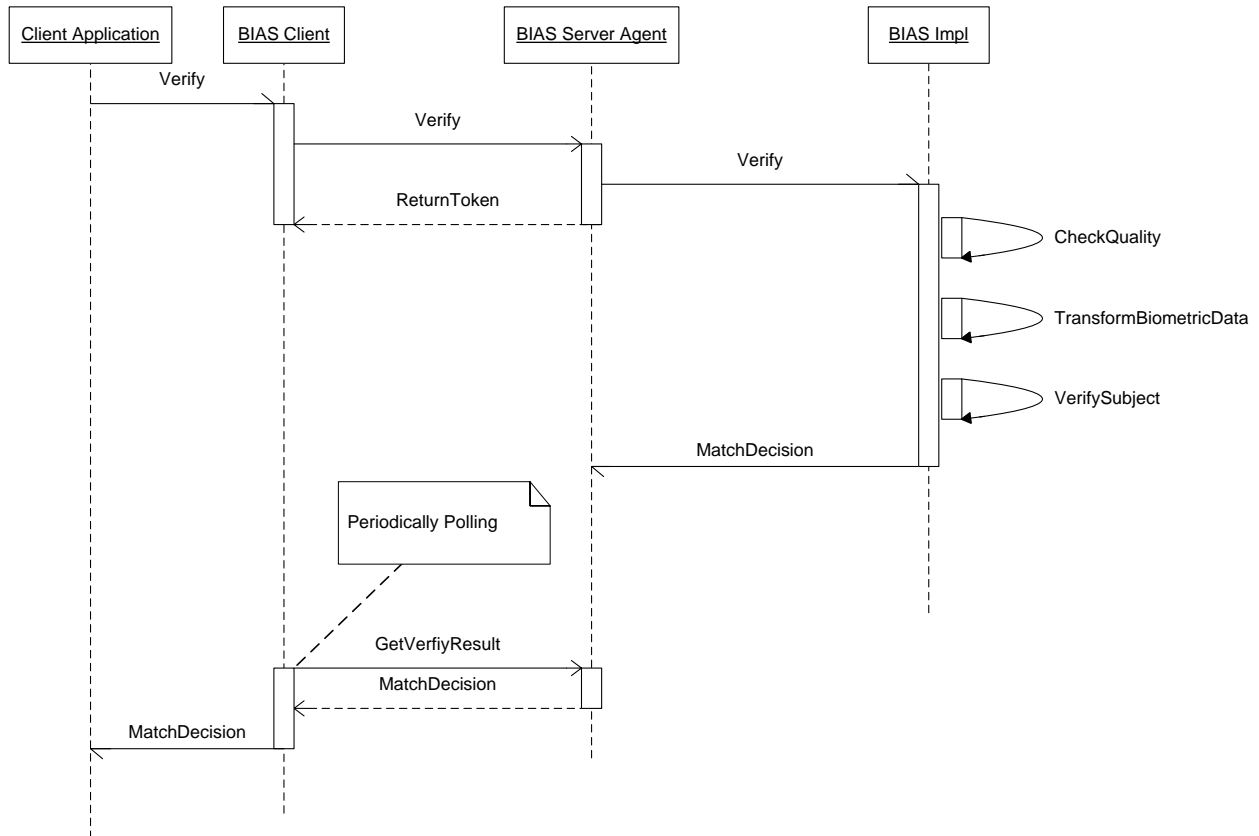 Client Application
BIAS Client
BIAS Server Agent
BIAS Impl
Verify
Verify
Verify
ReturnToken
CheckQuality
TransformBiometricData
VerifySubject
MatchDecision
Periodically Polling
GetVerfiyResult
MatchDecision
MatchDecision